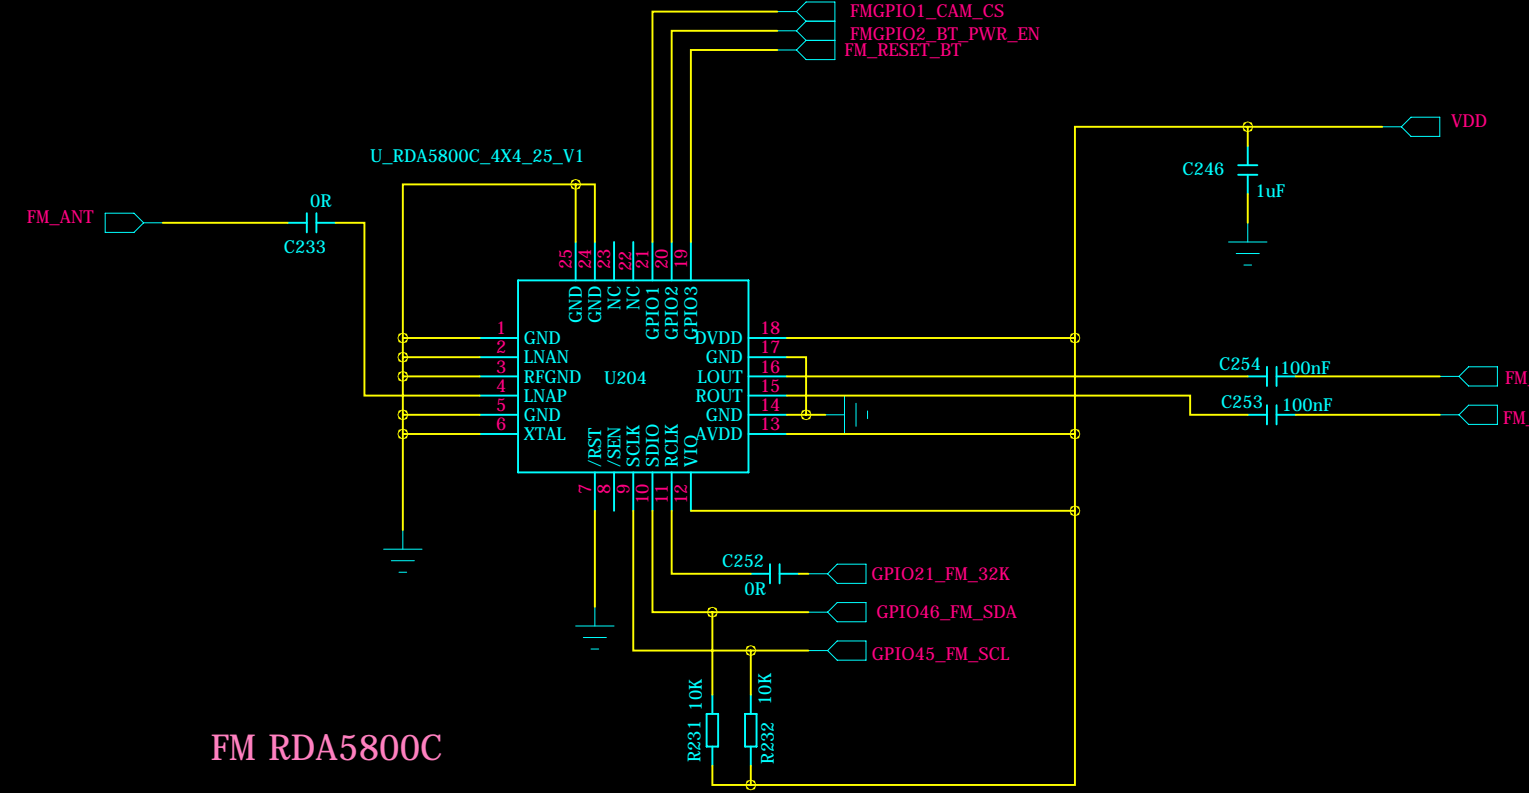 FMGPIO1_CAM_CS
FMGPIO2_BT_PWR_EN
FM_RESET_BT
VDD
U_RDA5800C_4X4_25_V1
C246
1uF
0R
FM_ANT
C233
25
24
23
22
21
20
19
GND
GND
NC
NC
GPIO1
GPIO2
GPIO3
1
GND
2
LNAN
3
RFGND
4
LNAP
5
GND
6
XTAL
U204
DVDD
18
GND
17
LOUT
16
ROUT
15
GND
14
AVDD
13
C254
100nF
FM
C253
100nF
FM_
/RST
/SEN
SCLK
SDIO
RCLK
VIO
7
8
9
10
11
12
C252
0R
GPIO21_FM_32K
GPIO46_FM_SDA
GPIO45_FM_SCL
R231 10K
R232
10K
FM RDA5800C